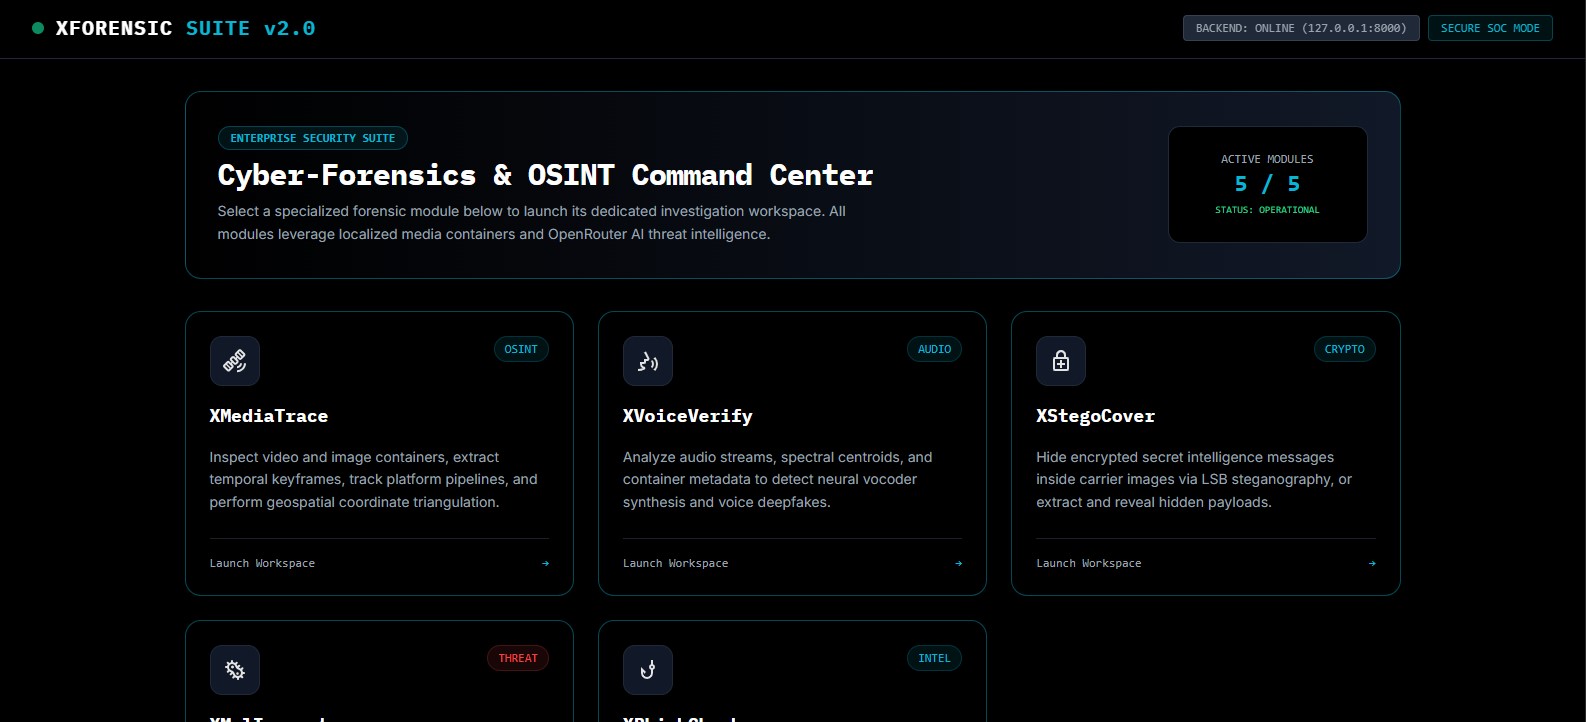 XFORENSIC SUITE v2.0
BACKEND: ONLINE (127.0.0.1:8000)
SECURE SOC MODE
ENTERPRISE SECURITY SUITE
Cyber-Forensics & OSINT Command Center
Select a specialized forensic module below to launch its dedicated investigation workspace. All
modules leverage localized media containers and OpenRouter AI threat intelligence.
ACTIVE MODULES
5 / 5
STATUS: OPERATIONAL
OSINT
XMediaTrace
Inspect video and image containers, extract
temporal keyframes, track platform pipelines, and
perform geospatial coordinate triangulation.
Launch Workspace →
AUDIO
XVoiceVerify
Analyze audio streams, spectral centroids, and
container metadata to detect neural vocoder
synthesis and voice deepfakes.
Launch Workspace →
CRYPTO
XStegoCover
Hide encrypted secret intelligence messages
inside carrier images via LSB steganography, or
extract and reveal hidden payloads.
Launch Workspace →
THREAT
INTEL